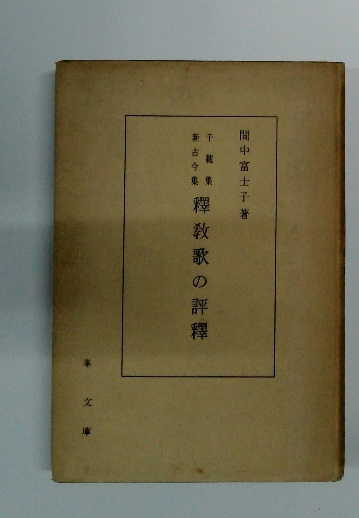 間中富士子著
千載集
新古今集
釋教歌の評釋
峯文庫